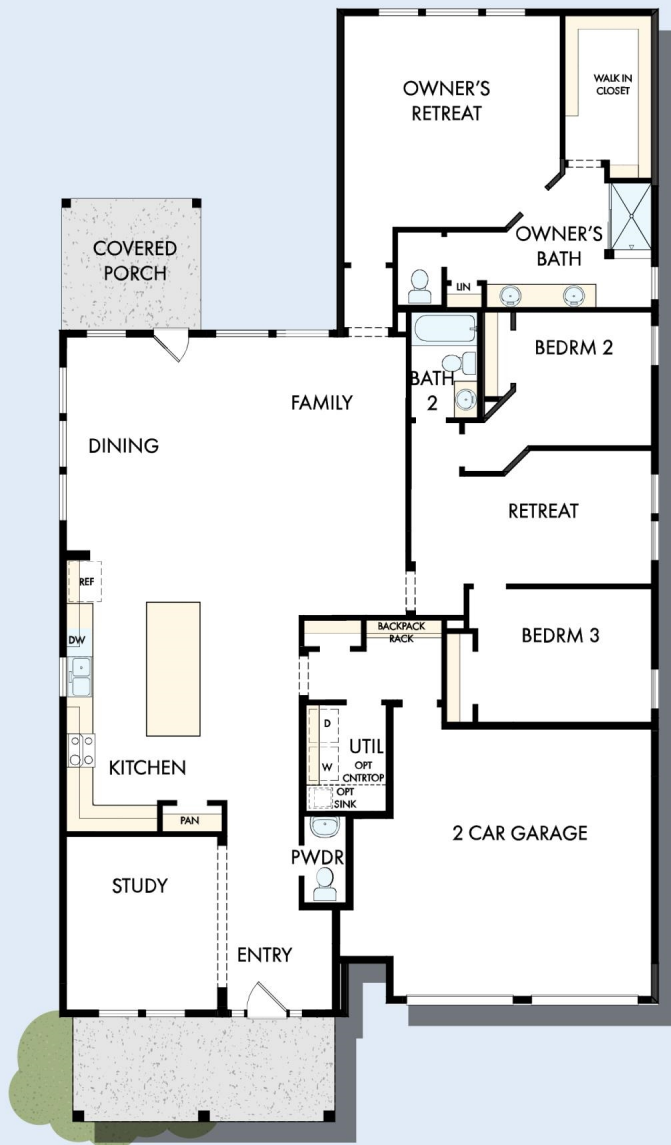 OWNER'S
RETREAT
WALK IN
CLOSET
COVERED
PORCH
OWNER'S
BATH
LIN
BEDRM 2
BATH
2
FAMILY
DINING
RETREAT
REF
BACKPACK
RACK
BEDRM 3
DW
D
W
UTIL
OPT
CNTRTOP
OPT
SINK
KITCHEN
PAN
2 CAR GARAGE
PWDR
STUDY
ENTRY